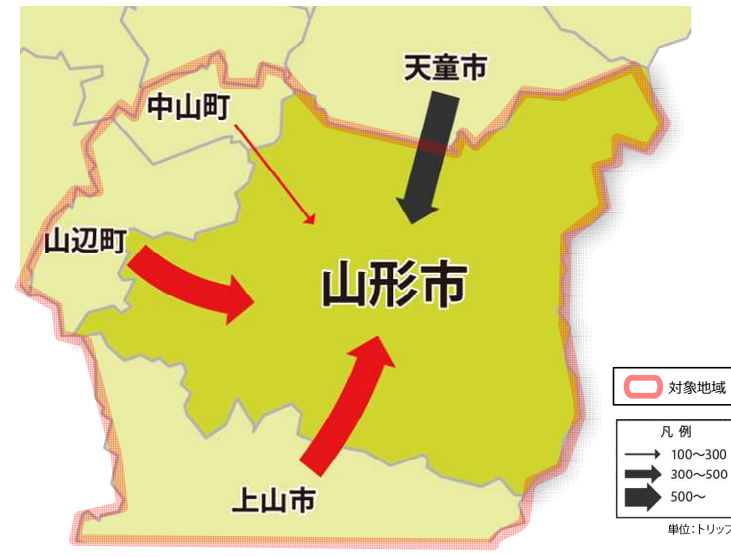 天童市
中山町
山辺町
山形市
上山市
対象地域
凡 例
100〜300
300〜500
500〜
単位:トリップ